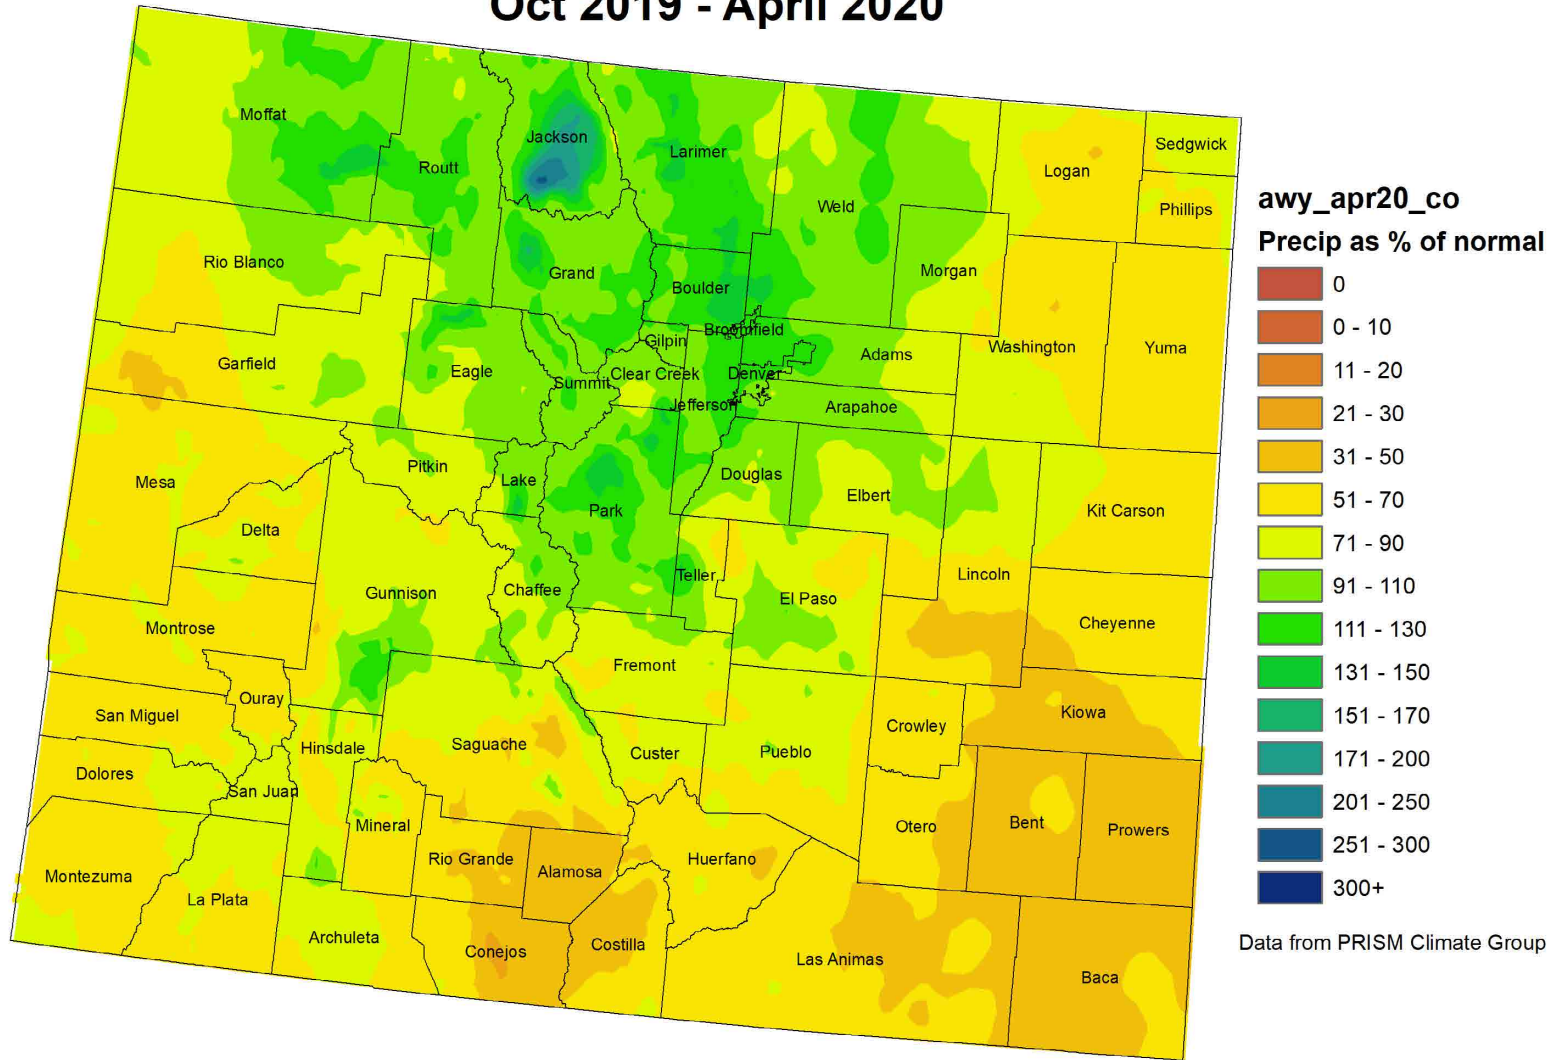 Oct 2019 - April 2020
Moffat
Jackson
Routt
Larimer
Sedgwick
Logan
Weld
Phillips
Rio Blanco
Grand
Morgan
Boulder
Broomfield
Gilpin
Garfield
Eagle
Summit
Clear Creek
Denver
Adams
Washington
Yuma
Jefferson
Arapahoe
Mesa
Pitkin
Lake
Douglas
Elbert
Park
Kit Carson
Delta
Teller
Lincoln
Gunnison
Chaffee
El Paso
Cheyenne
Montrose
Fremont
Ouray
San Miguel
Hinsdale
Saguache
Custer
Pueblo
Crowley
Kiowa
Dolores
San Juan
Mineral
Otero
Bent
Prowers
Rio Grande
Alamosa
Huerfano
Montezuma
La Plata
Archuleta
Conejos
Costilla
Las Animas
Baca
awy_apr20_co
Precip as % of normal
0
0 - 10
11 - 20
21 - 30
31 - 50
51 - 70
71 - 90
91 - 110
111 - 130
131 - 150
151 - 170
171 - 200
201 - 250
251 - 300
300+
Data from PRISM Climate Group